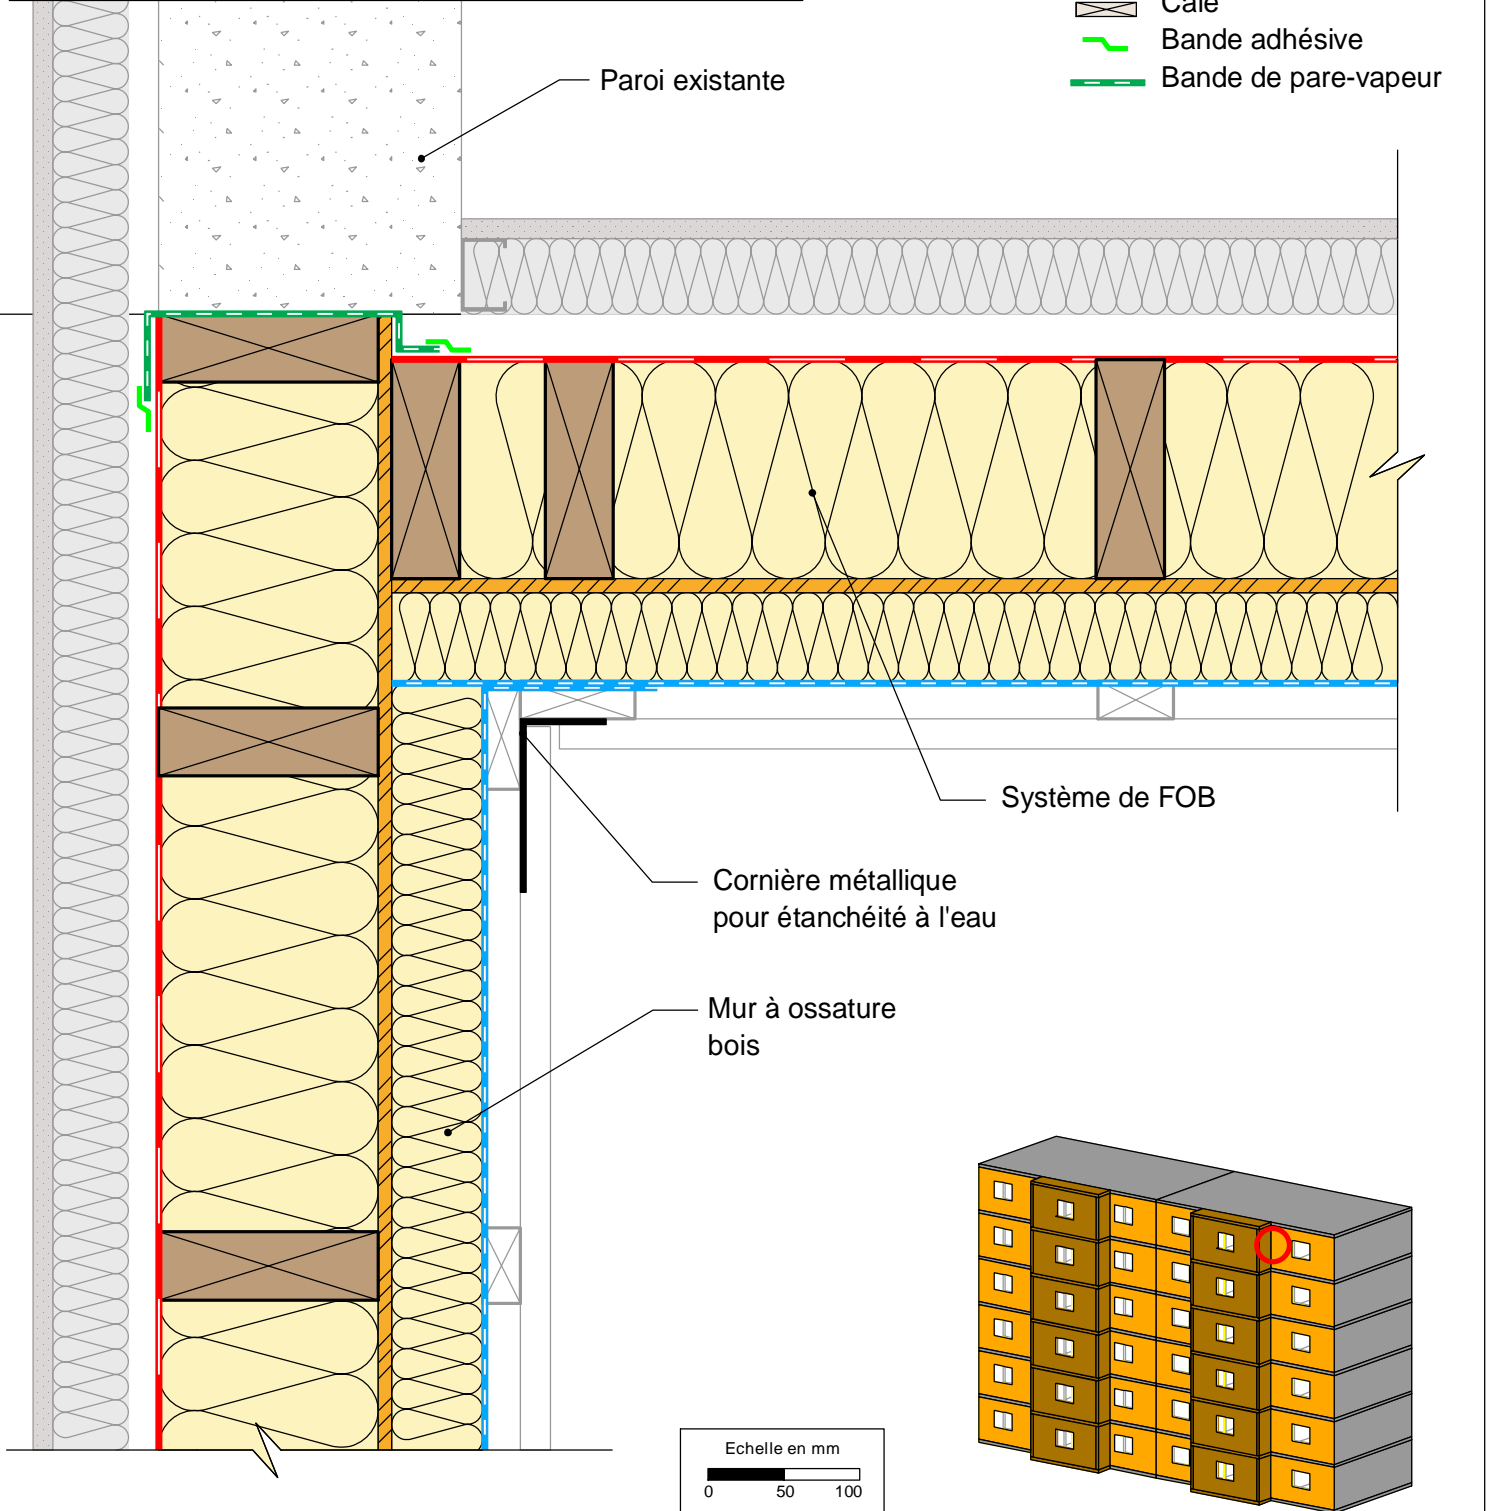 Cale
Bande adhésive
Bande de pare-vapeur
Paroi existante
Système de FOB
Cornière métallique
pour étanchéité à l'eau
Mur à ossature
bois
Echelle en mm
0 50 100